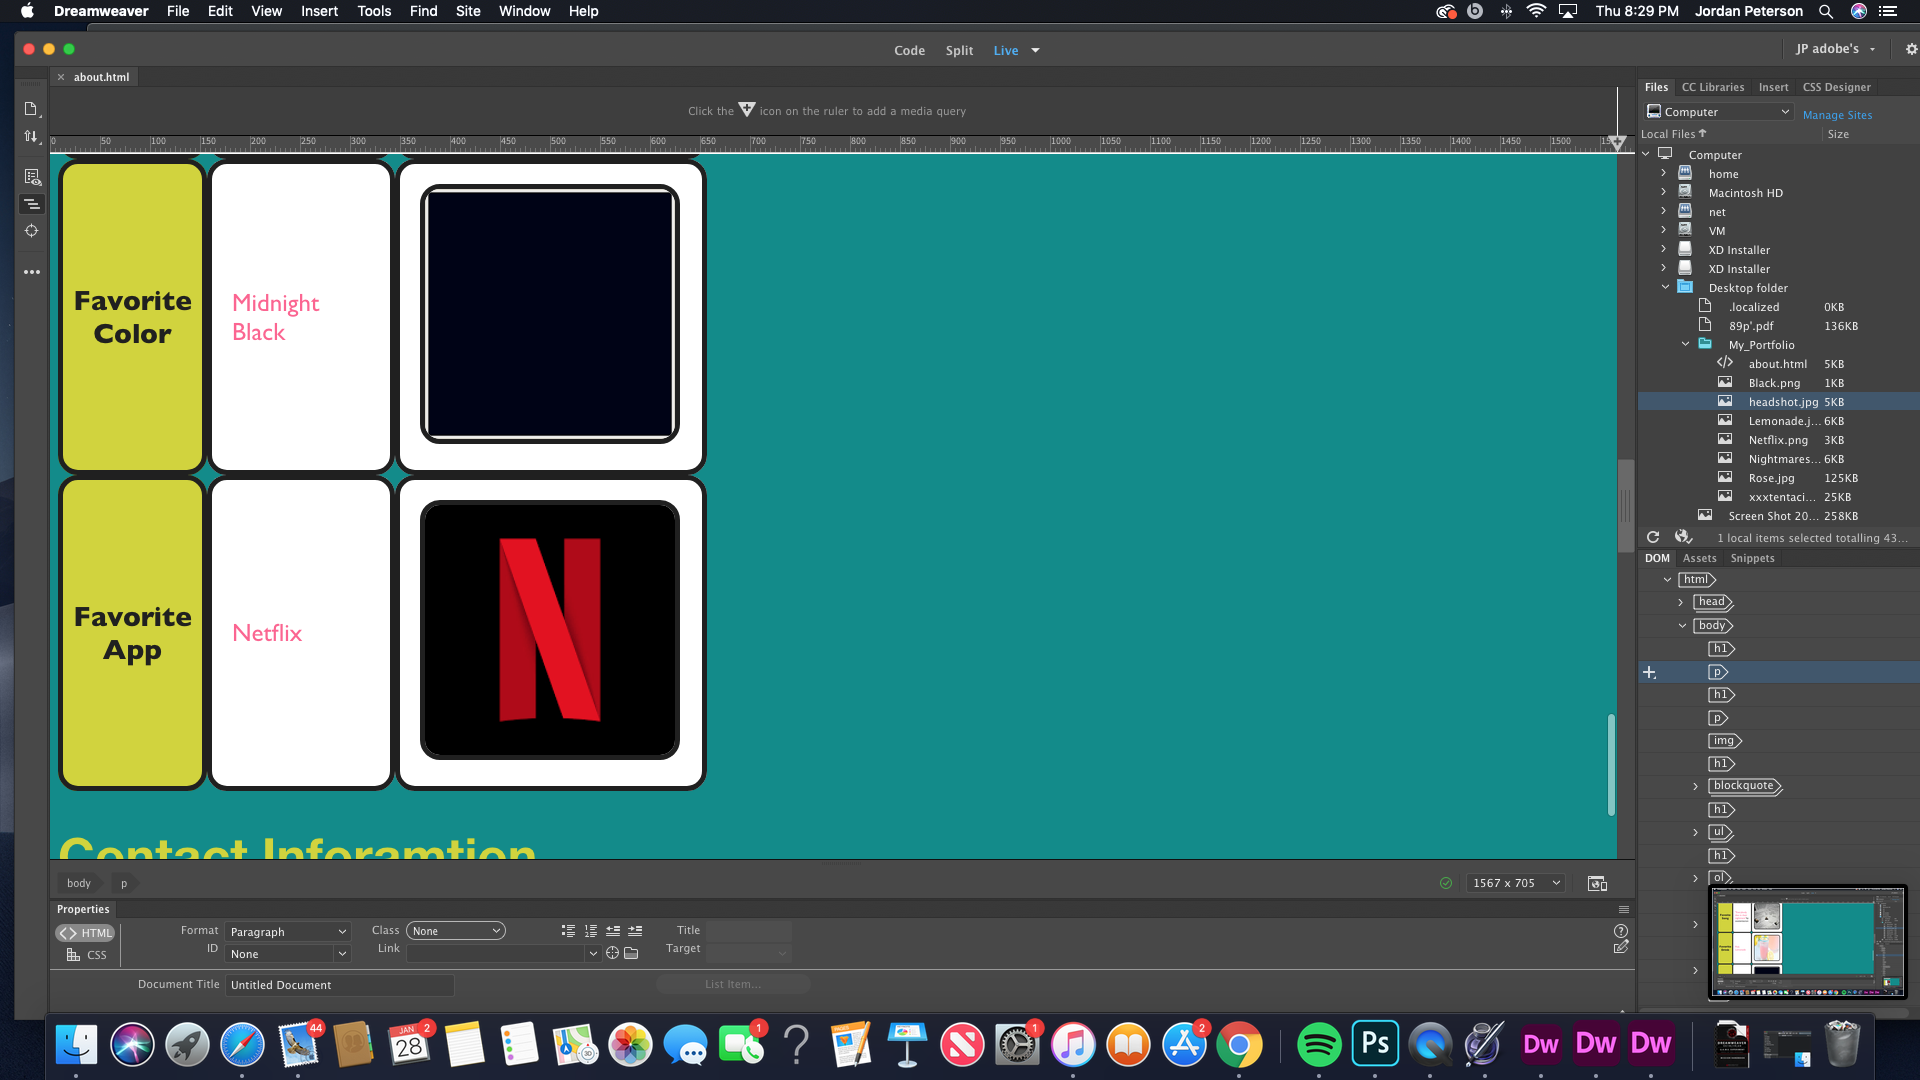 Dreamweaver File Edit View Insert Tools Find Site Window Help
Thu 8:29 PM Jordan Peterson
Code Split Live
JP adobe's
about.html
Click the icon on the ruler to add a media query
0 50 100 150 200 250 300 350 400 450 500 550 600 650 700 750 800 850 900 950 1000 1050 1100 1150 1200 1250 1300 1350 1400 1450 1500
Favorite
Color
Midnight
Black
Favorite
App
Netflix
Contact Inforamtion
body p
1567 x 705
Properties
HTML
CSS
Format Paragraph
ID None
Class None
Link
Title
Target
Document Title Untitled Document
List Item...
Files CC Libraries Insert CSS Designer
Computer
Manage Sites
Local Files Size
Computer
home
Macintosh HD
net
VM
XD Installer
XD Installer
Desktop folder
.localized 0KB
89p'.pdf 136KB
My_Portfolio
about.html 5KB
Black.png 1KB
headshot.jpg 5KB
Lemonade.j... 6KB
Netflix.png 3KB
Nightmares... 6KB
Rose.jpg 125KB
xxxtentaci... 25KB
Screen Shot 20... 258KB
1 local items selected totalling 43...
DOM Assets Snippets
html
head
body
h1
p
h1
p
img
h1
blockquote
h1
ul
h1
ol
44
JAN
28
2
3D
1
1
2
Ps
Dw
Dw
Dw